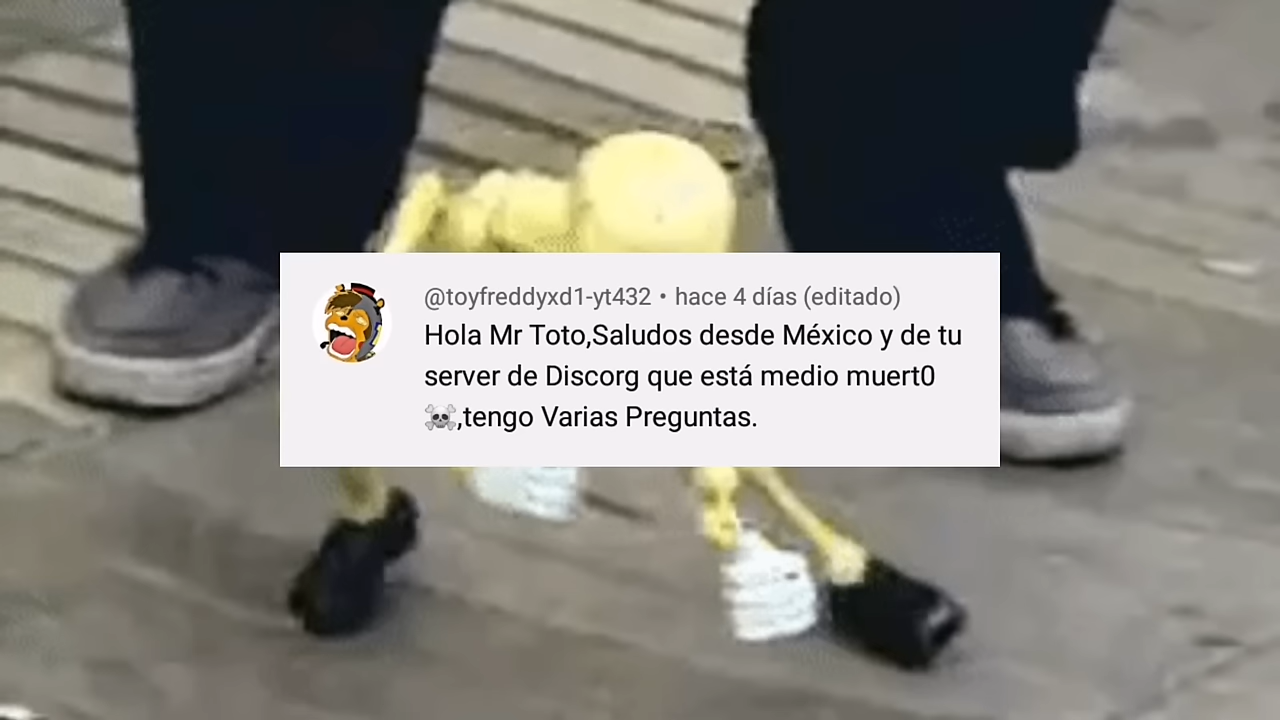 @toyfreddyxd1-yt432 • hace 4 días (editado)
Hola Mr Toto,Saludos desde México y de tu
server de Discorg que está medio muert0
☠️,tengo Varias Preguntas.